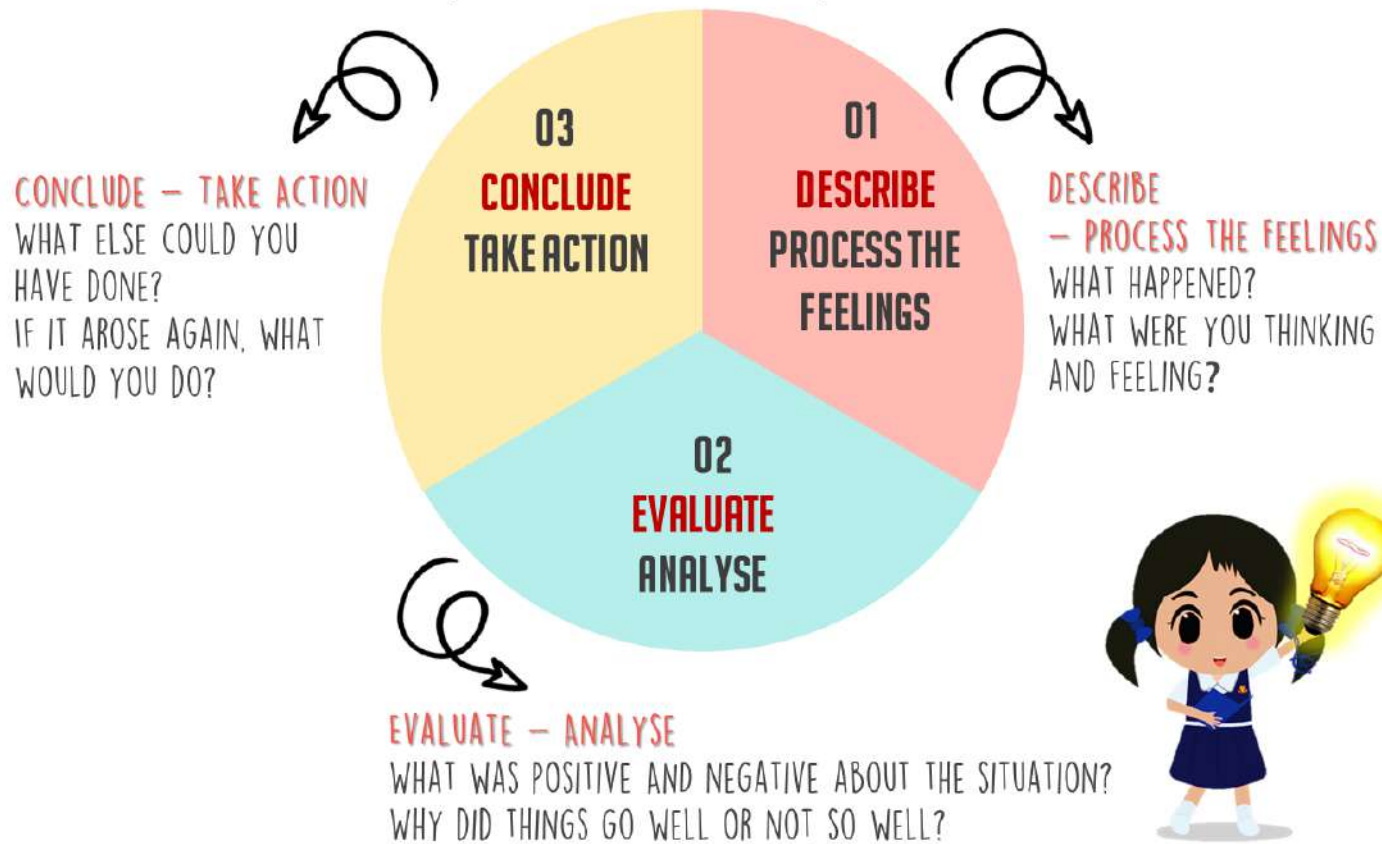 01
DESCRIBE
PROCESS THE
FEELINGS
DESCRIBE
– PROCESS THE FEELINGS
WHAT HAPPENED?
WHAT WERE YOU THINKING
AND FEELING?
02
EVALUATE
ANALYSE
EVALUATE – ANALYSE
WHAT WAS POSITIVE AND NEGATIVE ABOUT THE SITUATION?
WHY DID THINGS GO WELL OR NOT SO WELL?
03
CONCLUDE
TAKE ACTION
CONCLUDE – TAKE ACTION
WHAT ELSE COULD YOU
HAVE DONE?
IF IT AROSE AGAIN, WHAT
WOULD YOU DO?